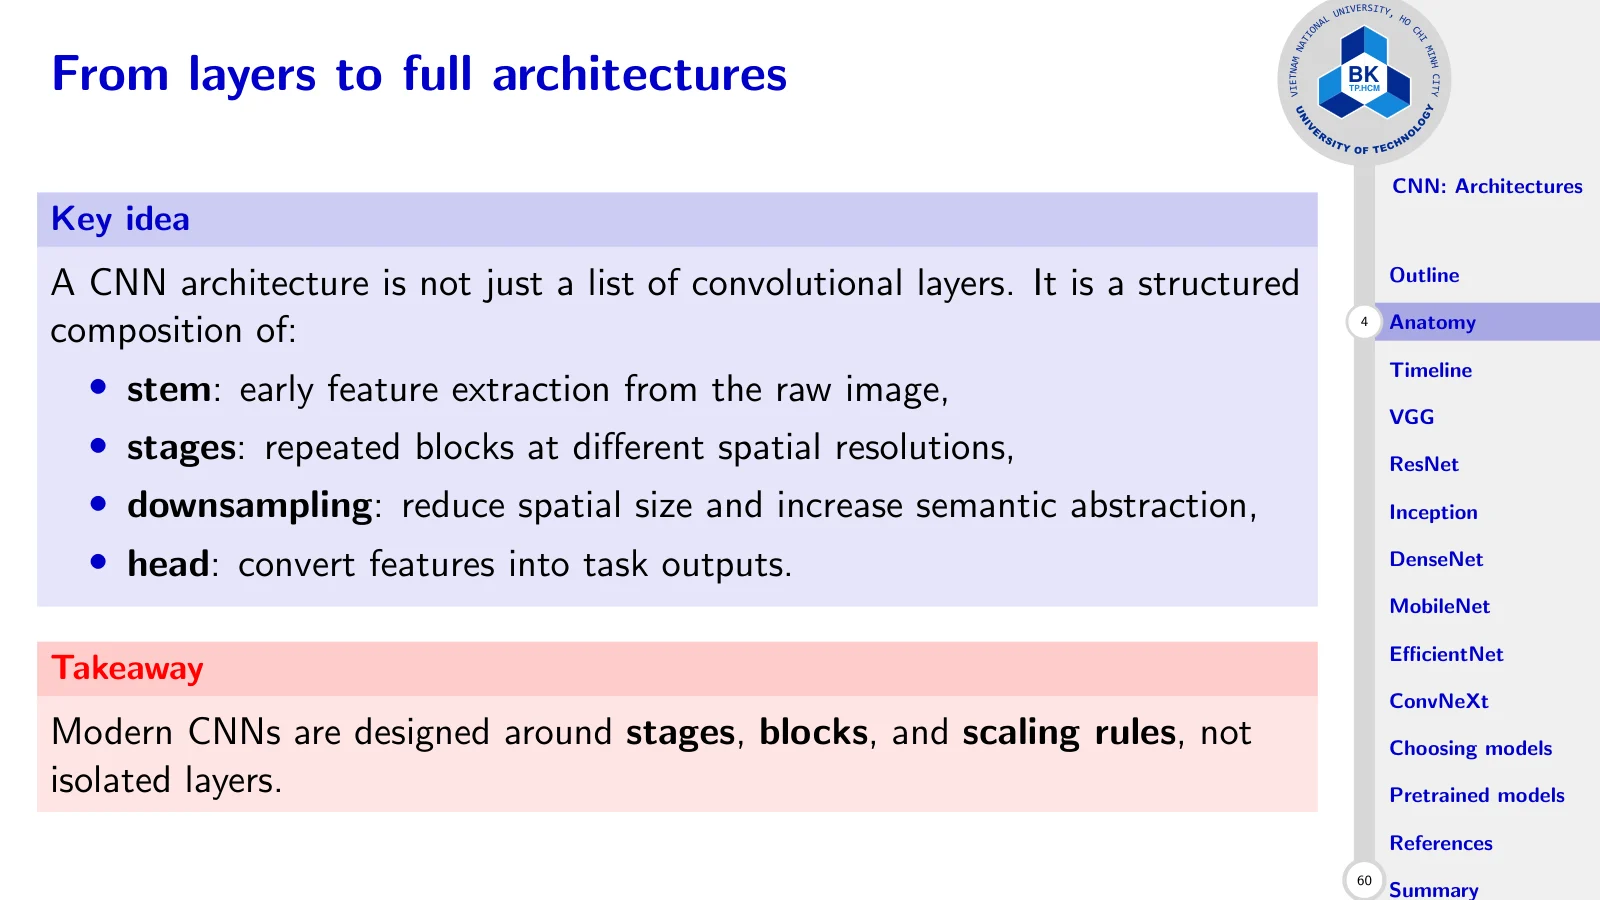 From layers to full architectures
Key idea
A CNN architecture is not just a list of convolutional layers. It is a structured
composition of:
• stem: early feature extraction from the raw image,
• stages: repeated blocks at different spatial resolutions,
• downsampling: reduce spatial size and increase semantic abstraction,
• head: convert features into task outputs.
Takeaway
Modern CNNs are designed around stages, blocks, and scaling rules, not
isolated layers.
VIETNAM NATIONAL UNIVERSITY, HO CHI MINH CITY
BK
TP.HCM
UNIVERSITY OF TECHNOLOGY
CNN: Architectures
Outline
4
Anatomy
Timeline
VGG
ResNet
Inception
DenseNet
MobileNet
EfficientNet
ConvNeXt
Choosing models
Pretrained models
References
60
Summary